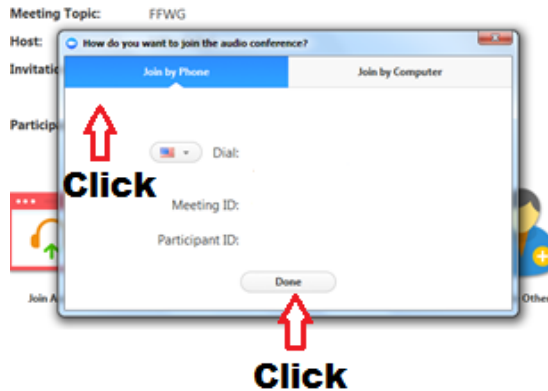 Meeting Topic: FFWG
Host:
How do you want to join the audio conference?
Invitatio
Join by Phone Join by Computer
Particip
Dial:
Click
Meeting ID:
Participant ID:
Done
Join A
Other
Click